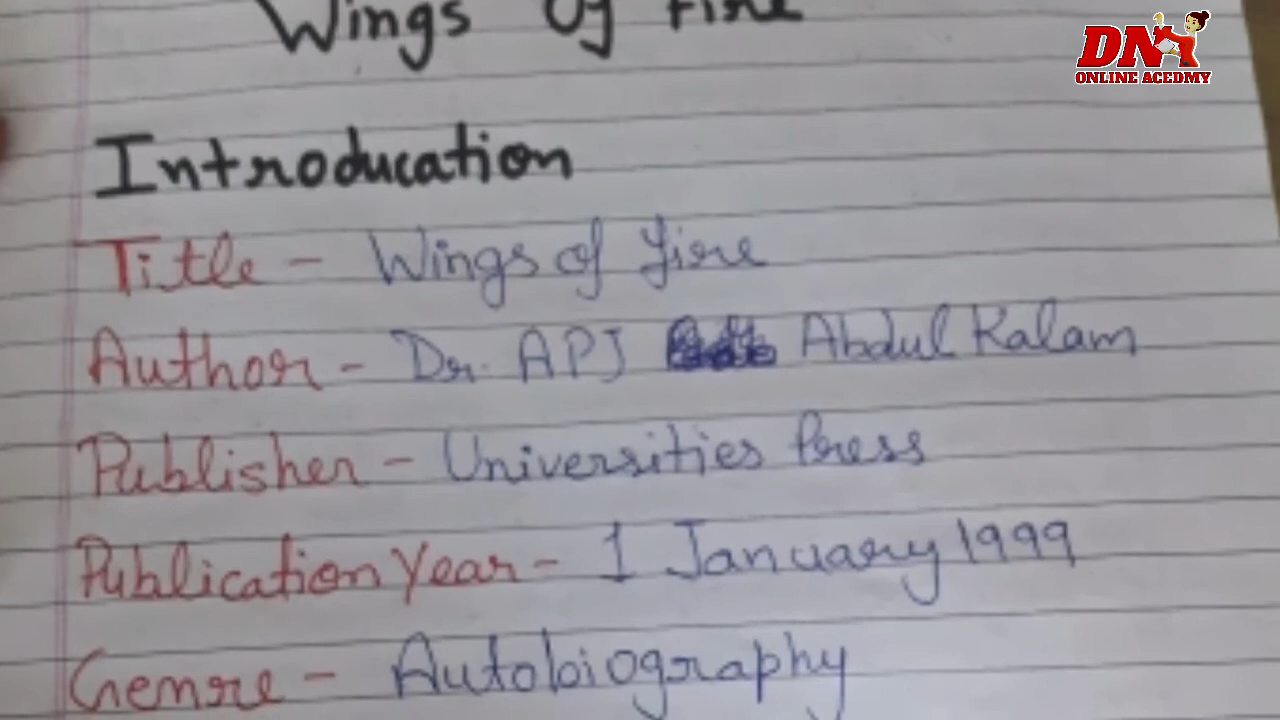 Wings Of Fire
DNA
ONLINE ACEDMY
Introducation
Title - Wings of fire
Author - Dr. APJ Abdul Kalam
Publisher - Universities Press
Publication Year - 1 January 1999
Genre - Autobiography